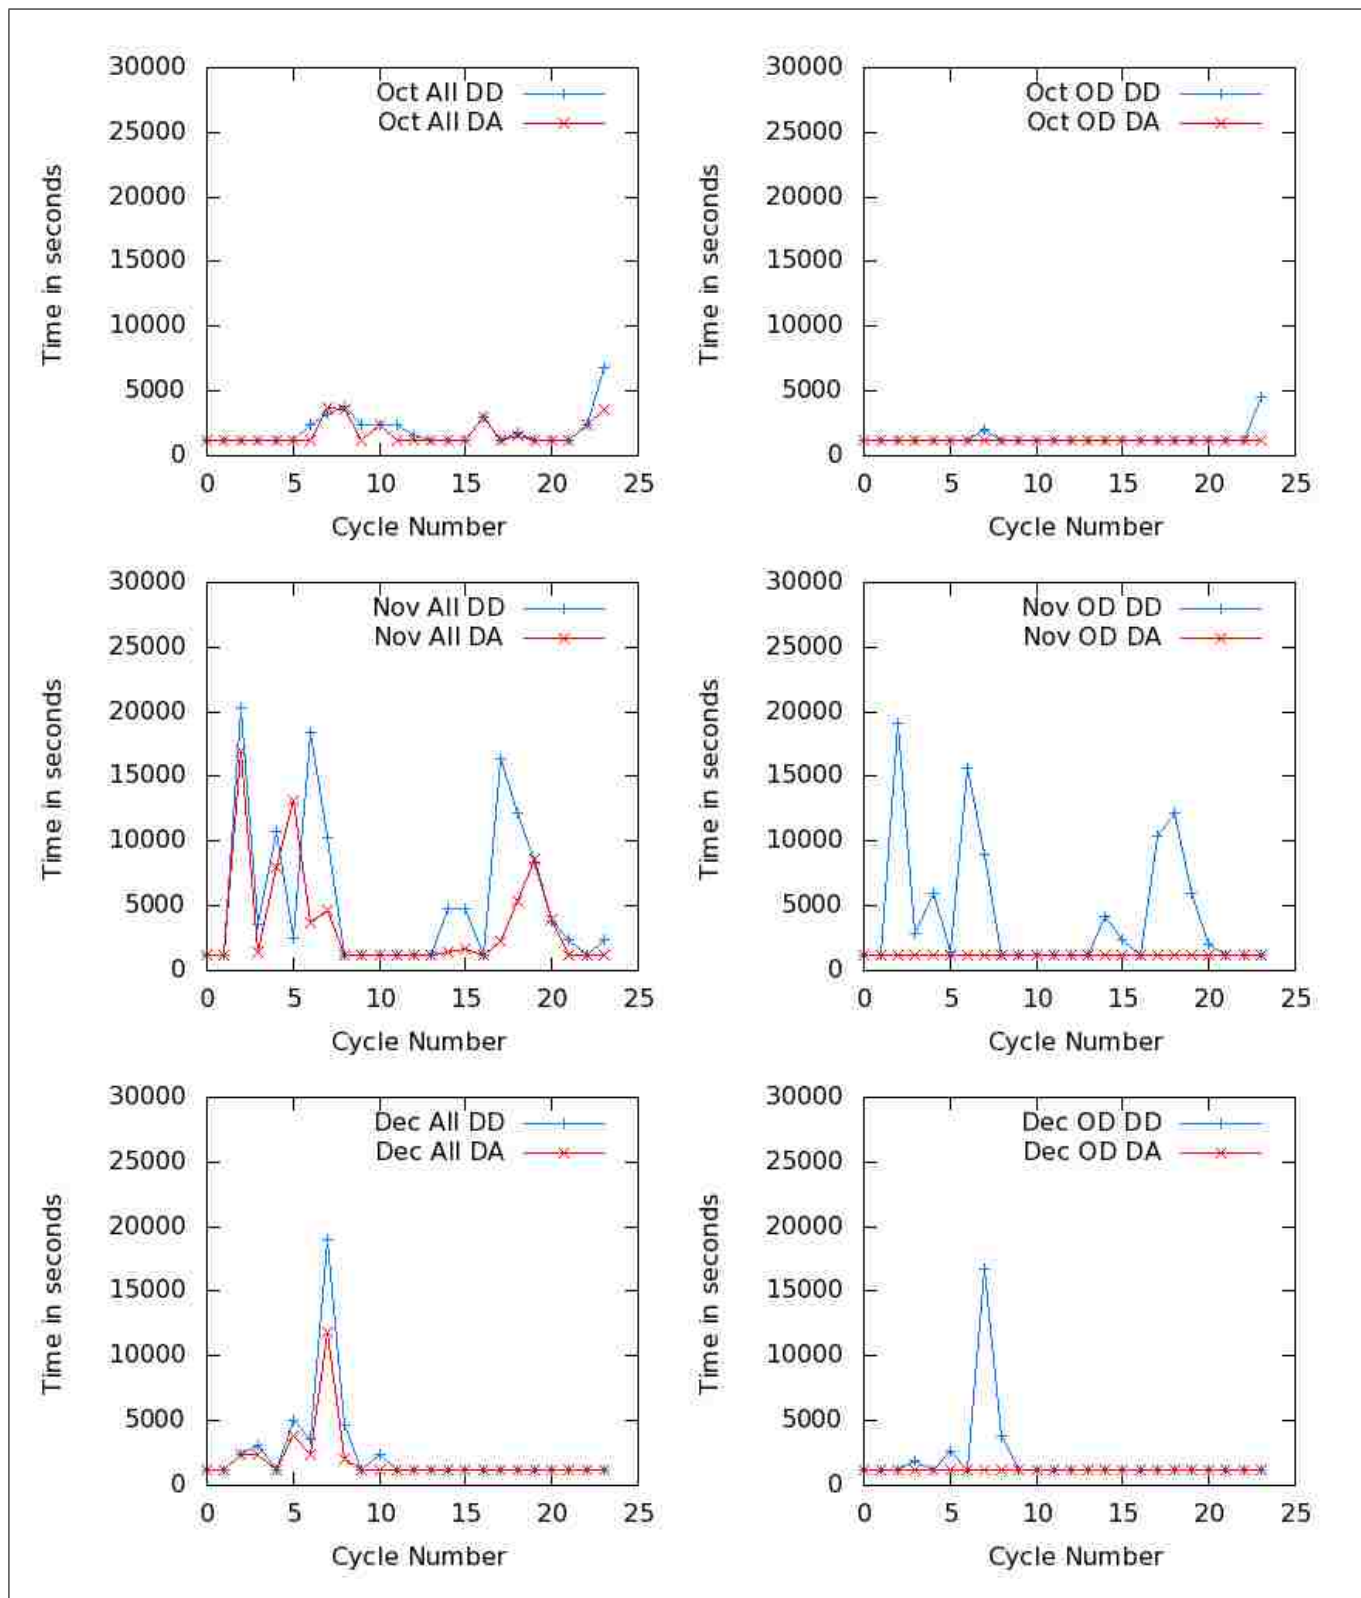 30000
25000
20000
15000
10000
5000
0
Time in seconds
Oct All DD
Oct All DA
0 5 10 15 20 25
Cycle Number
30000
25000
20000
15000
10000
5000
0
Time in seconds
Oct OD DD
Oct OD DA
0 5 10 15 20 25
Cycle Number
30000
25000
20000
15000
10000
5000
0
Time in seconds
Nov All DD
Nov All DA
0 5 10 15 20 25
Cycle Number
30000
25000
20000
15000
10000
5000
0
Time in seconds
Nov OD DD
Nov OD DA
0 5 10 15 20 25
Cycle Number
30000
25000
20000
15000
10000
5000
0
Time in seconds
Dec All DD
Dec All DA
0 5 10 15 20 25
Cycle Number
30000
25000
20000
15000
10000
5000
0
Time in seconds
Dec OD DD
Dec OD DA
0 5 10 15 20 25
Cycle Number